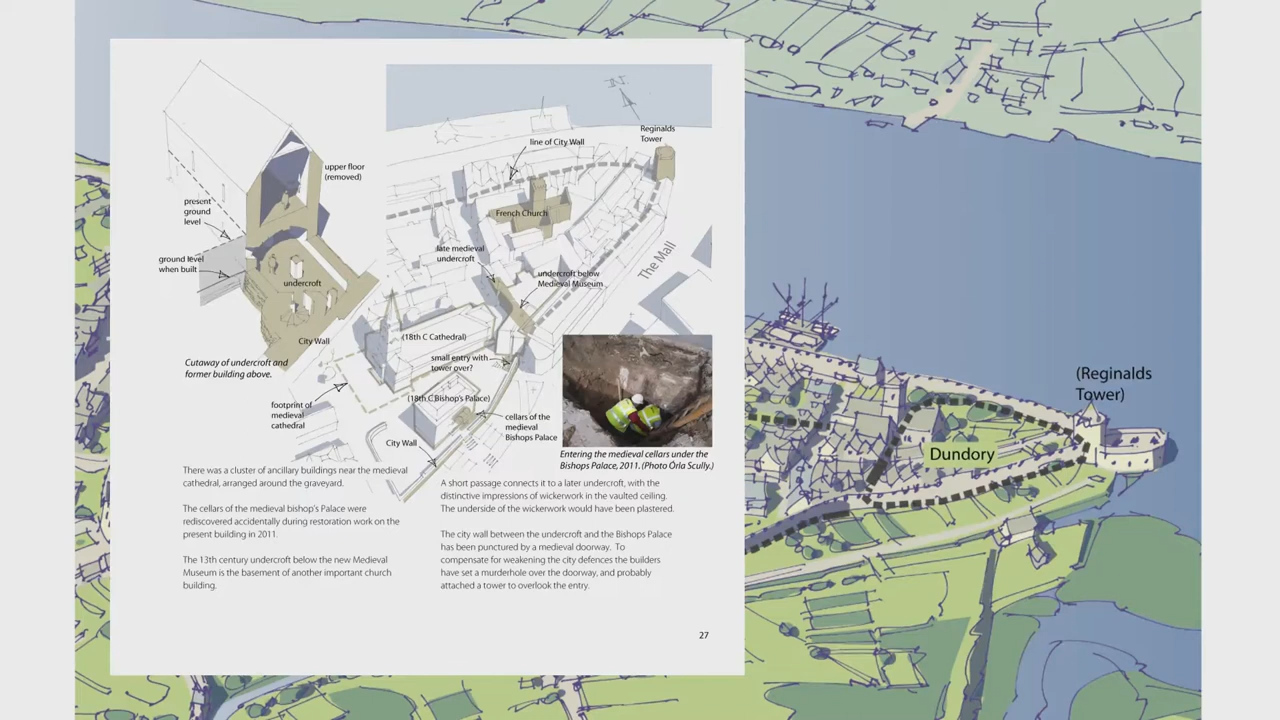 N
Reginalds
Tower
line of City Wall
upper floor
(removed)
present
ground
level
French Church
The Mall
late medieval
undercroft
ground level
when built
undercroft below
Medieval Museum
undercroft
City Wall
(18th C Cathedral)
small entry with
tower over?
Cutaway of undercroft and
former building above.
(18th C Bishop's Palace)
footprint of
medieval
cathedral
cellars of the
medieval
Bishops Palace
City Wall
Entering the medieval cellars under the
Bishops Palace, 2011. (Photo Órla Scully.)
There was a cluster of ancillary buildings near the medieval
cathedral, arranged around the graveyard.
The cellars of the medieval bishop's Palace were
rediscovered accidentally during restoration work on the
present building in 2011.
The 13th century undercroft below the new Medieval
Museum is the basement of another important church
building.
A short passage connects it to a later undercroft, with the
distinctive impressions of wickerwork in the vaulted ceiling.
The underside of the wickerwork would have been plastered.
The city wall between the undercroft and the Bishops Palace
has been punctured by a medieval doorway. To
compensate for weakening the city defences the builders
have set a murderhole over the doorway, and probably
attached a tower to overlook the entry.
27
(Reginalds
Tower)
Dundory